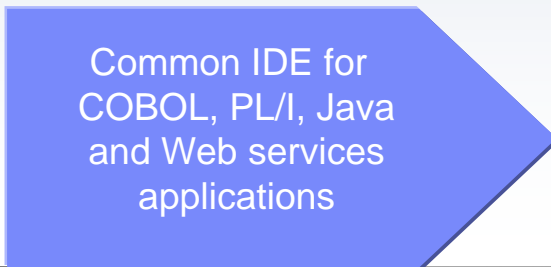 Common IDE for
COBOL, PL/I, Java
and Web services
applications